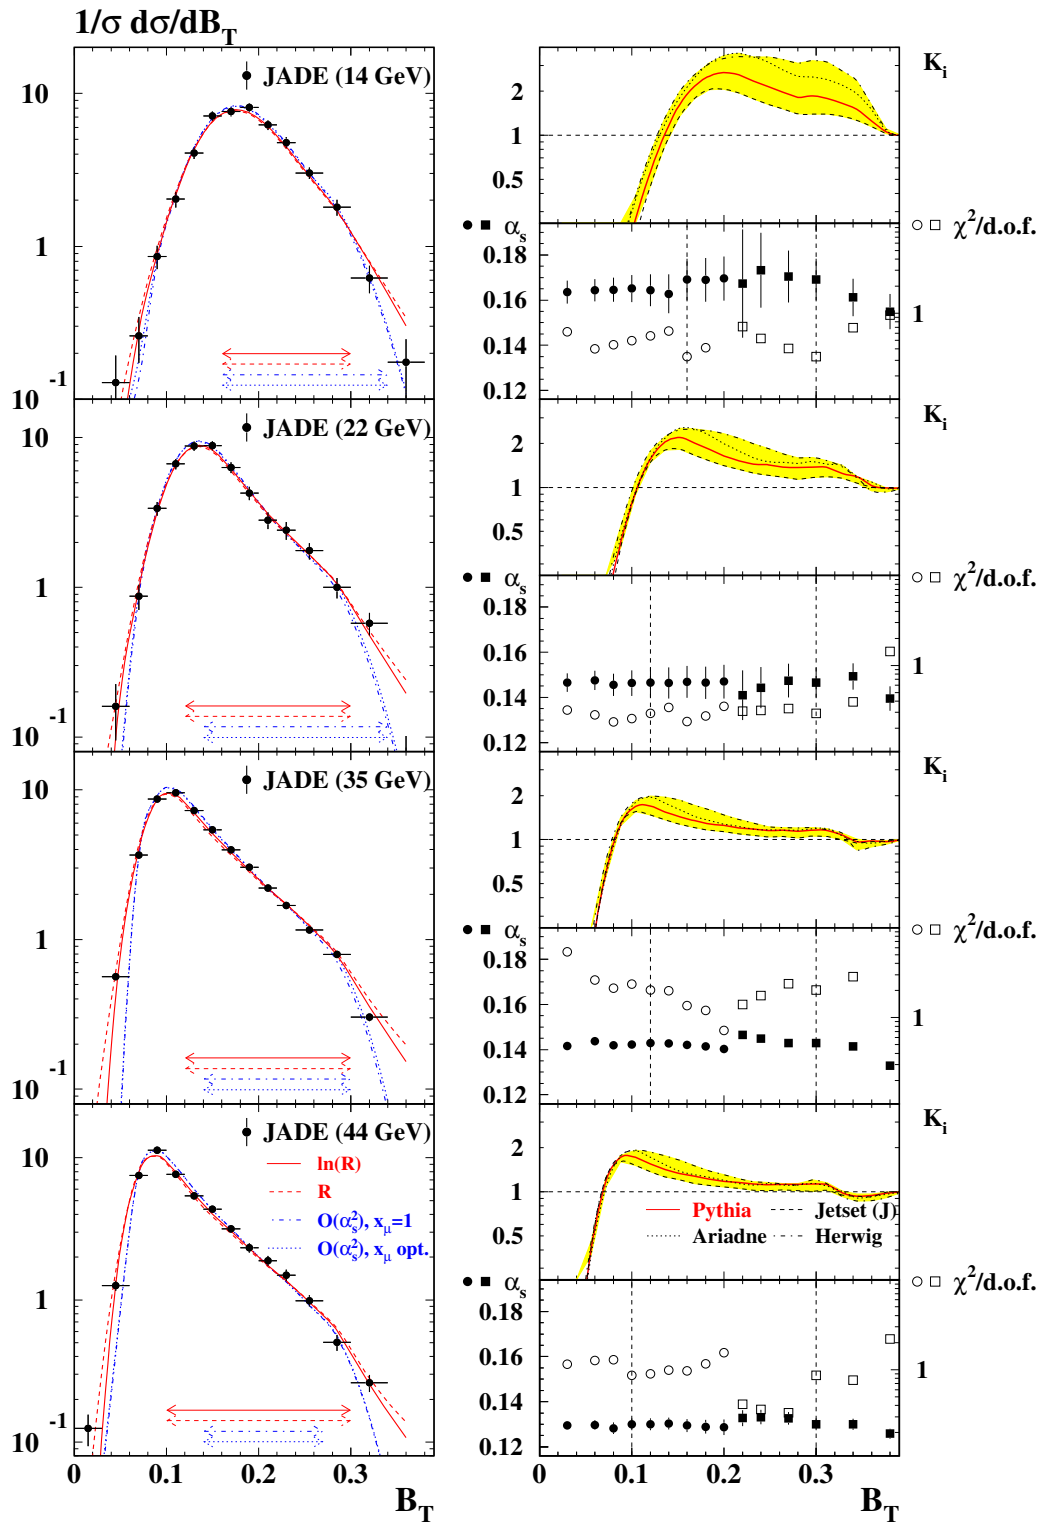 1/σ dσ/dB_T
JADE (14 GeV)
10
1
10 -1
K_i
2
1
0.5
α_s
χ²/d.o.f.
0.18
0.16
0.14
0.12
1
JADE (22 GeV)
10
1
10 -1
K_i
2
1
0.5
α_s
χ²/d.o.f.
0.18
0.16
0.14
0.12
1
JADE (35 GeV)
10
1
10 -1
K_i
2
1
0.5
α_s
χ²/d.o.f.
0.18
0.16
0.14
0.12
1
JADE (44 GeV)
ln(R)
R
O(α_s²), x_μ=1
O(α_s²), x_μ opt.
10
1
10 -1
0 0.1 0.2 0.3
B_T
K_i
2
1
0.5
Pythia Jetset (J)
Ariadne Herwig
α_s
χ²/d.o.f.
0.18
0.16
0.14
0.12
1
0 0.1 0.2 0.3
B_T